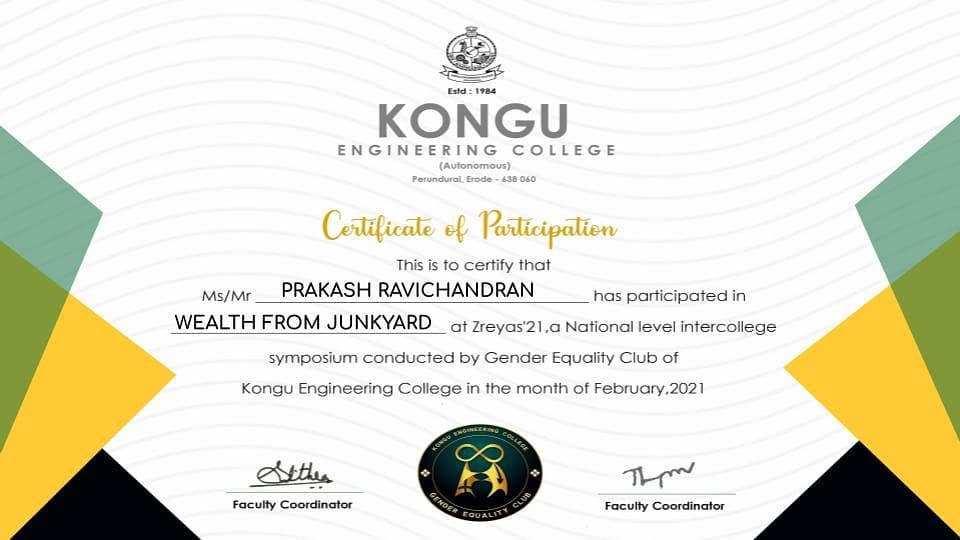 Estd : 1984
KONGU
ENGINEERING COLLEGE
(Autonomous)
Perundurai, Erode - 638 060
Certificate of Participation
This is to certify that
Ms/Mr PRAKASH RAVICHANDRAN has participated in
WEALTH FROM JUNKYARD at Zreyas'21,a National level intercollege
symposium conducted by Gender Equality Club of
Kongu Engineering College in the month of February,2021
KONGU ENGINEERING COLLEGE
GENDER EQUALITY CLUB
Faculty Coordinator
Faculty Coordinator